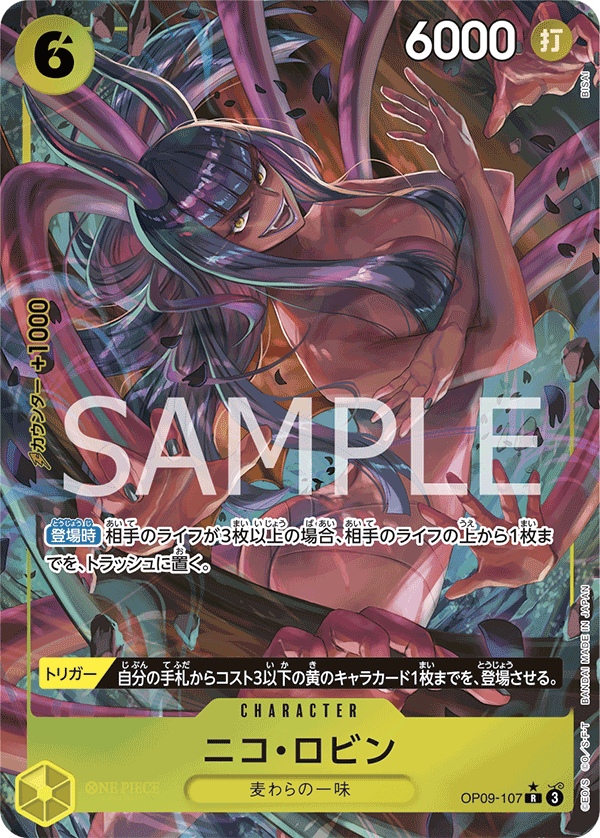 6
6000
打
BISAI
カウンター +1000
SAMPLE
登場時 相手のライフが3枚以上の場合、相手のライフの上から1枚ま
でを、トラッシュに置く。
トリガー 自分の手札からコスト3以下の黄のキャラカード1枚までを、登場させる。
CHARACTER
ニコ・ロビン
麦わらの一味
ONE PIECE
OP09-107 R 3
©E.O/S. ©O./S.・F・T BANDAI MADE IN JAPAN